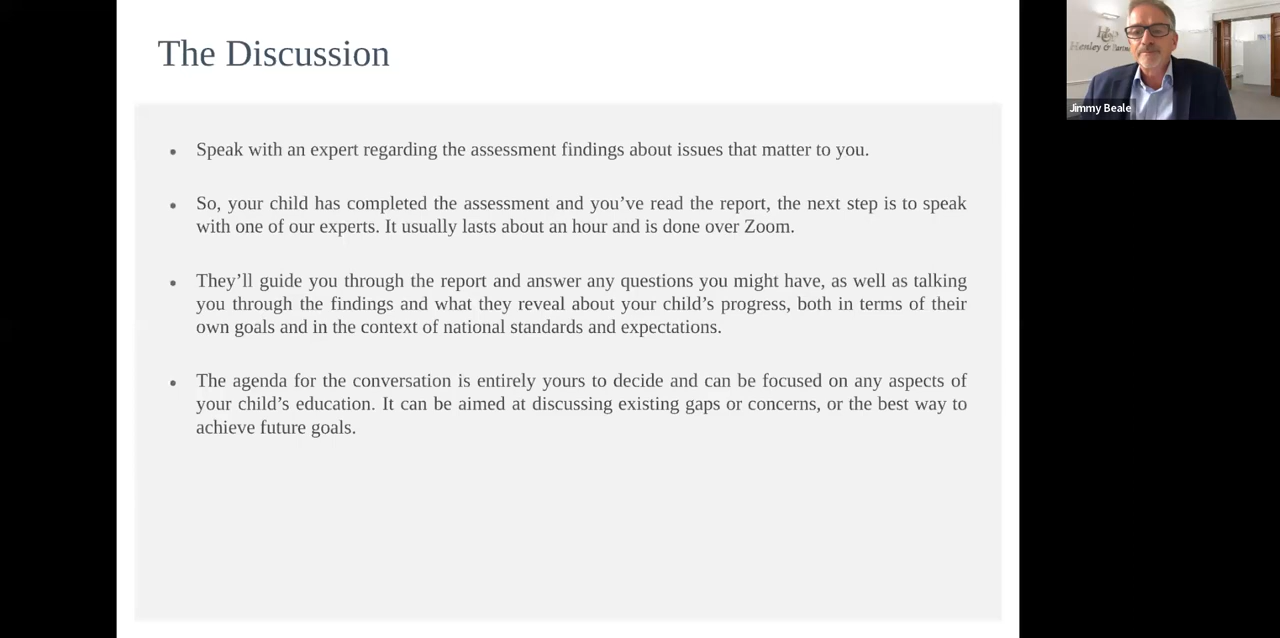 The Discussion
• Speak with an expert regarding the assessment findings about issues that matter to you.
• So, your child has completed the assessment and you’ve read the report, the next step is to speak
with one of our experts. It usually lasts about an hour and is done over Zoom.
• They’ll guide you through the report and answer any questions you might have, as well as talking
you through the findings and what they reveal about your child’s progress, both in terms of their
own goals and in the context of national standards and expectations.
• The agenda for the conversation is entirely yours to decide and can be focused on any aspects of
your child’s education. It can be aimed at discussing existing gaps or concerns, or the best way to
achieve future goals.
Henley &
Jimmy Beale